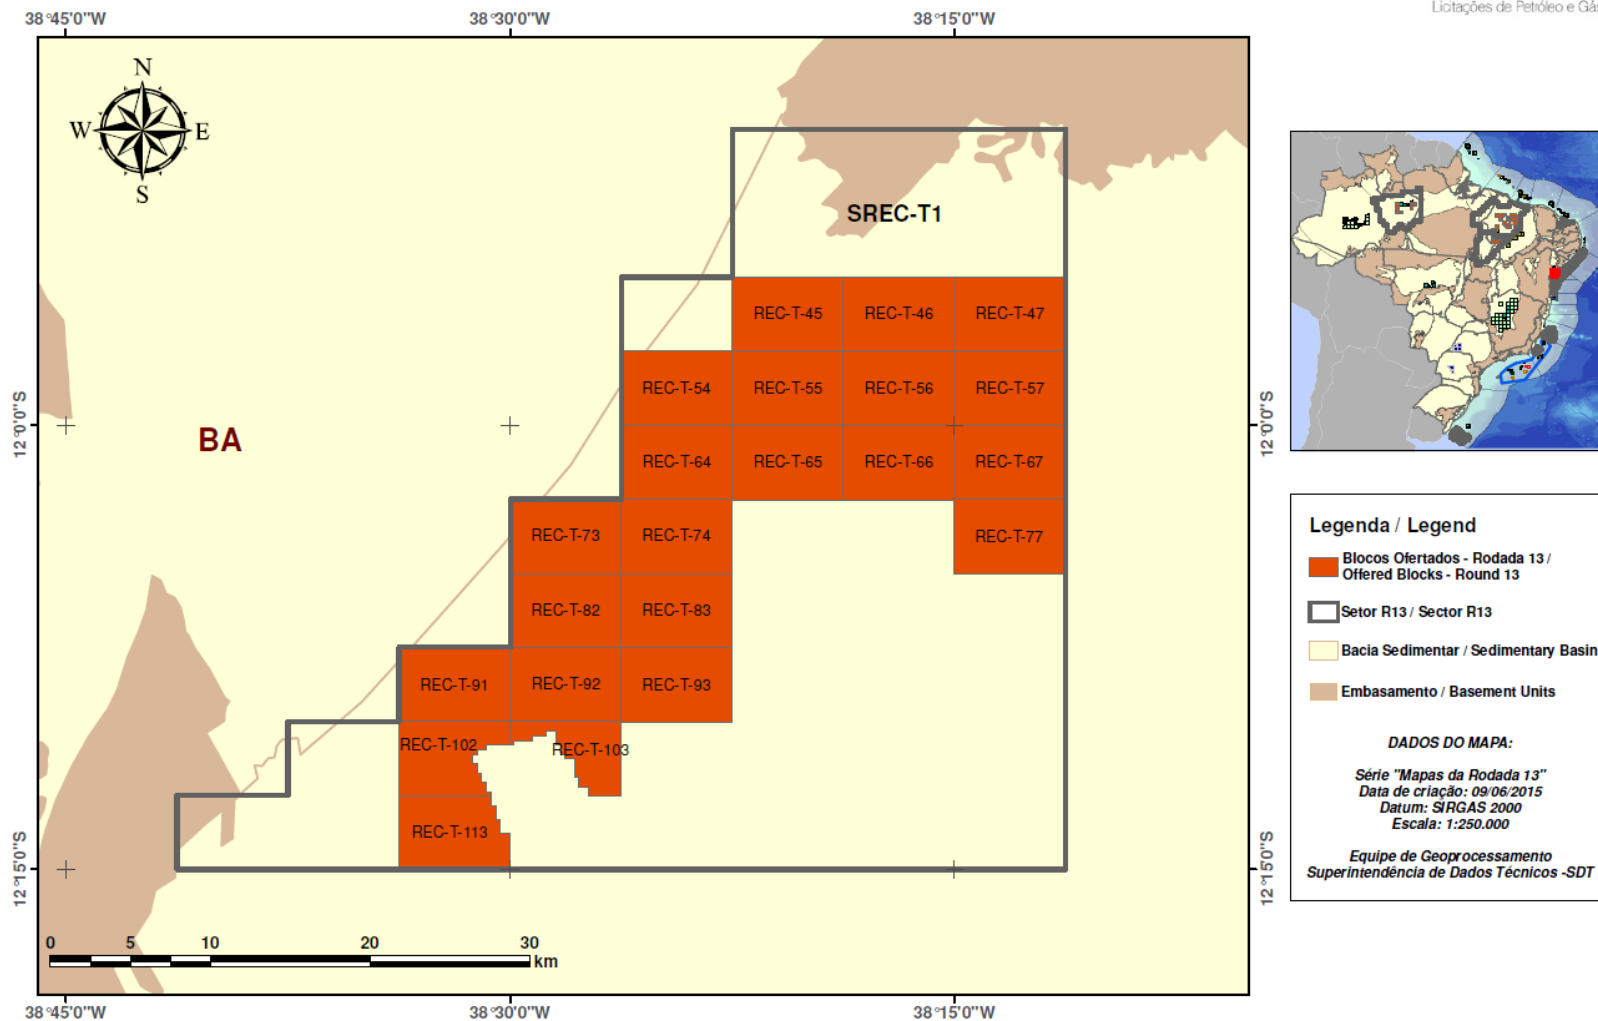 Licitações de Petróleo e Gás
38°45'0"W 38°30'0"W 38°15'0"W
N
W E
S
SREC-T1
REC-T-45 REC-T-46 REC-T-47
REC-T-54 REC-T-55 REC-T-56 REC-T-57
12°0'0"S 12°0'0"S
BA
REC-T-64 REC-T-65 REC-T-66 REC-T-67
REC-T-73 REC-T-74 REC-T-77
REC-T-82 REC-T-83
REC-T-91 REC-T-92 REC-T-93
REC-T-102 REC-T-103
REC-T-113
12°15'0"S 12°15'0"S
0 5 10 20 30
km
38°45'0"W 38°30'0"W 38°15'0"W
Legenda / Legend
Blocos Ofertados - Rodada 13 /
Offered Blocks - Round 13
Setor R13 / Sector R13
Bacia Sedimentar / Sedimentary Basin
Embasamento / Basement Units
DADOS DO MAPA:
Série "Mapas da Rodada 13"
Data de criação: 09/06/2015
Datum: SIRGAS 2000
Escala: 1:250.000
Equipe de Geoprocessamento
Superintendência de Dados Técnicos -SDT